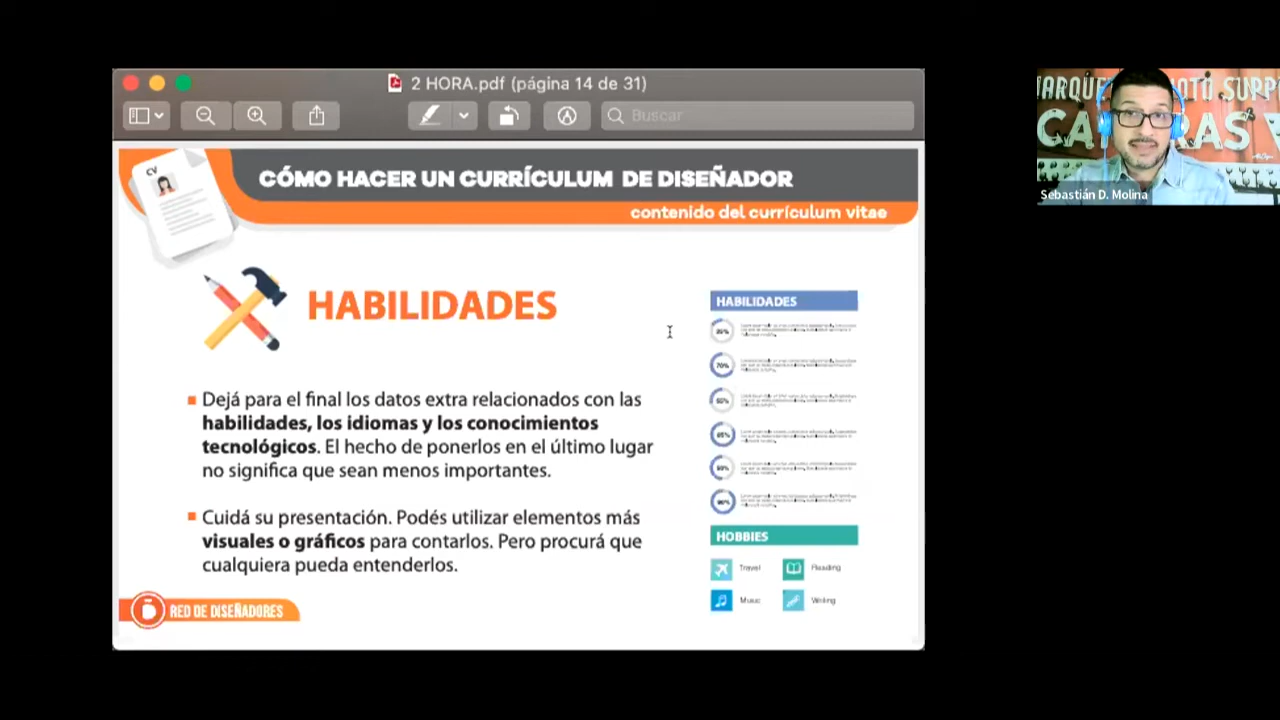 2 HORA.pdf (página 14 de 31)
Buscar
CV
CÓMO HACER UN CURRÍCULUM DE DISEÑADOR
contenido del currículum vitae
HABILIDADES
Dejá para el final los datos extra relacionados con las
habilidades, los idiomas y los conocimientos
tecnológicos. El hecho de ponerlos en el último lugar
no significa que sean menos importantes.
Cuidá su presentación. Podés utilizar elementos más
visuales o gráficos para contarlos. Pero procurá que
cualquiera pueda entenderlos.
HABILIDADES
70%
HOBBIES
Travel
Reading
Music
Writing
RED DE DISEÑADORES
Sebastián D. Molina